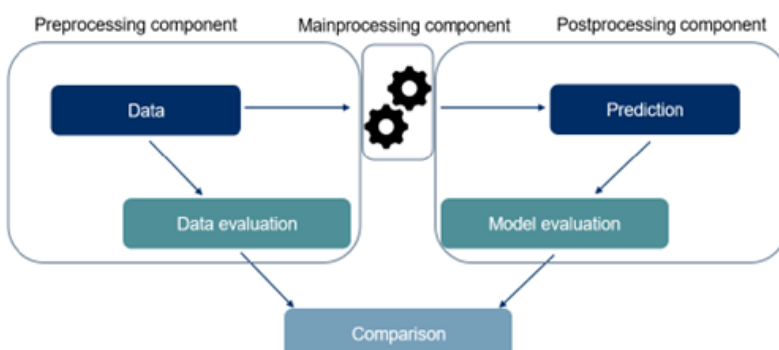 Preprocessing component
Mainprocessing component
Postprocessing component
Data
Prediction
Data evaluation
Model evaluation
Comparison